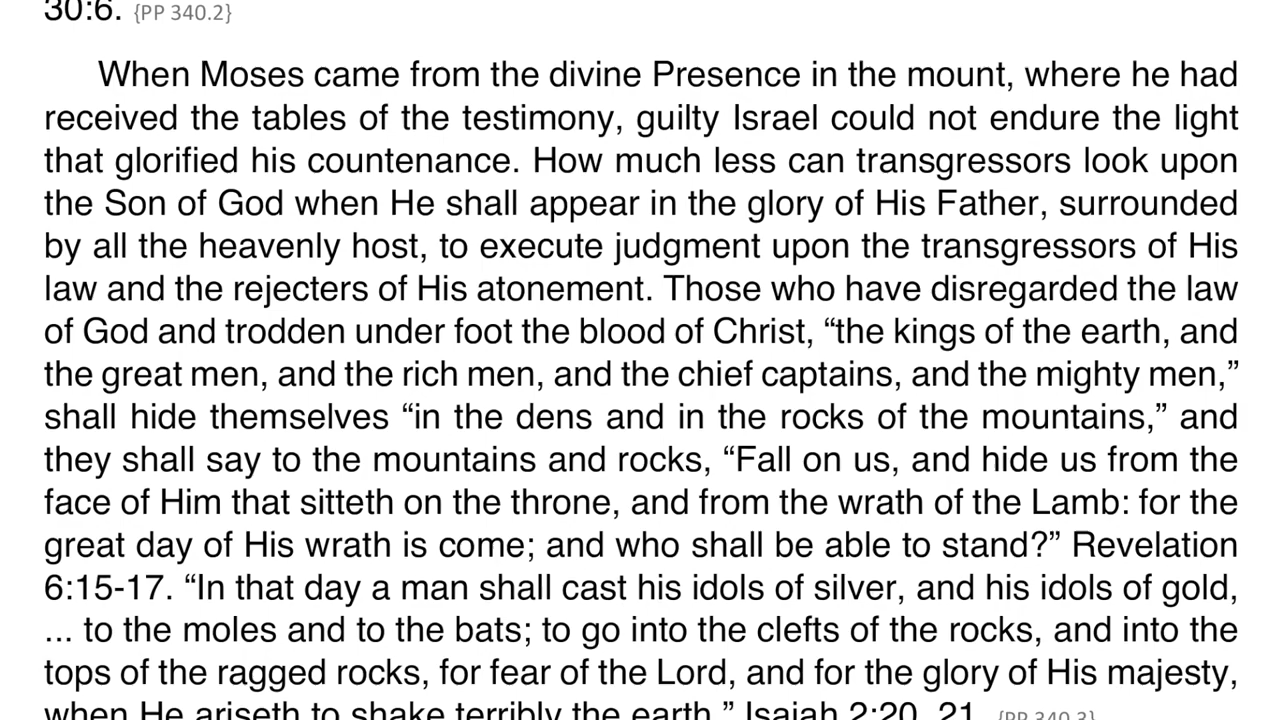 30:6. {PP 340.2}
When Moses came from the divine Presence in the mount, where he had
received the tables of the testimony, guilty Israel could not endure the light
that glorified his countenance. How much less can transgressors look upon
the Son of God when He shall appear in the glory of His Father, surrounded
by all the heavenly host, to execute judgment upon the transgressors of His
law and the rejecters of His atonement. Those who have disregarded the law
of God and trodden under foot the blood of Christ, “the kings of the earth, and
the great men, and the rich men, and the chief captains, and the mighty men,”
shall hide themselves “in the dens and in the rocks of the mountains,” and
they shall say to the mountains and rocks, “Fall on us, and hide us from the
face of Him that sitteth on the throne, and from the wrath of the Lamb: for the
great day of His wrath is come; and who shall be able to stand?” Revelation
6:15-17. “In that day a man shall cast his idols of silver, and his idols of gold,
... to the moles and to the bats; to go into the clefts of the rocks, and into the
tops of the ragged rocks, for fear of the Lord, and for the glory of His majesty,
when He ariseth to shake terribly the earth.” Isaiah 2:20, 21. {PP 340.3}